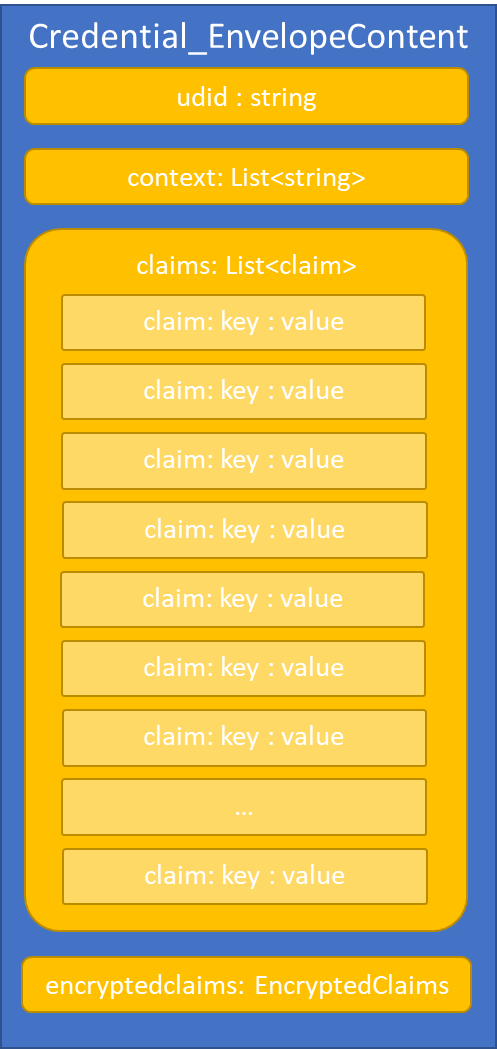 Credential_EnvelopeContent
udid : string
context: List<string>
claims: List<claim>
claim: key : value
claim: key : value
claim: key : value
claim: key : value
claim: key : value
claim: key : value
claim: key : value
...
claim: key : value
encryptedclaims: EncryptedClaims